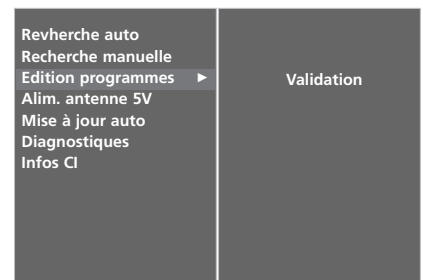 Revherche auto
Recherche manuelle
Edition programmes ►
Alim. antenne 5V
Mise à jour auto
Diagnostiques
Infos CI
Validation